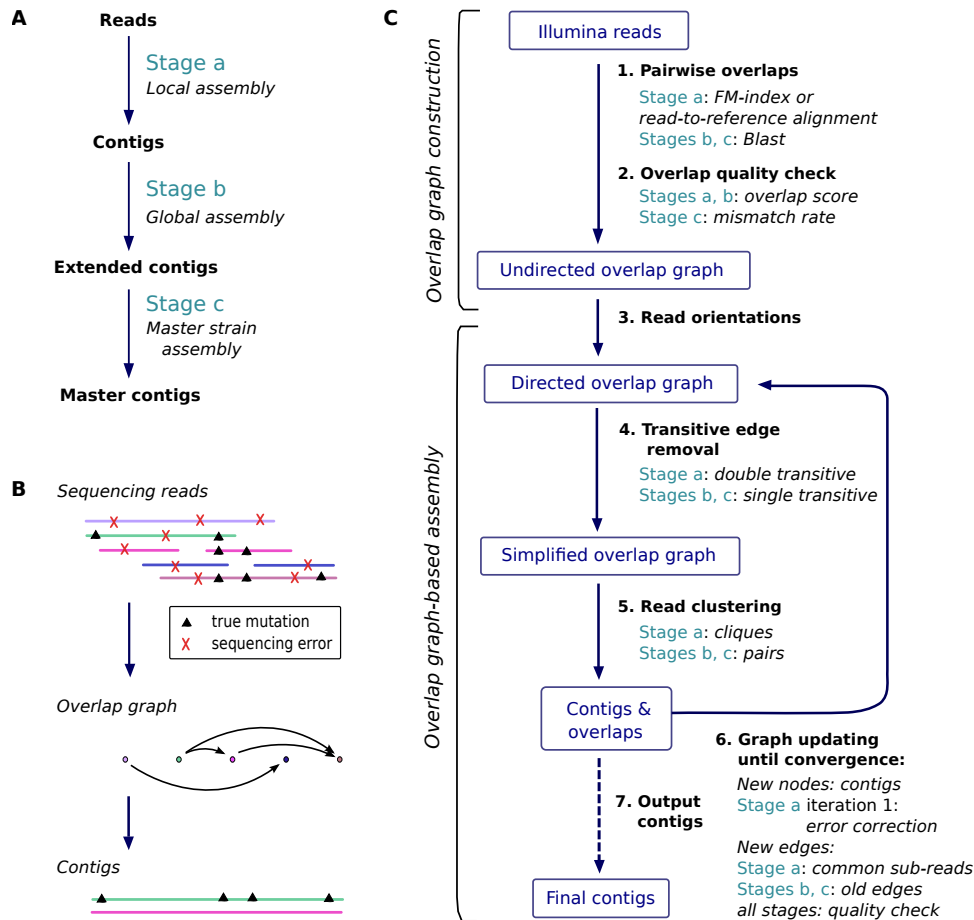 A
Reads
Stage a
Local assembly
Contigs
Stage b
Global assembly
Extended contigs
Stage c
Master strain
assembly
Master contigs
B
Sequencing reads
true mutation
sequencing error
Overlap graph
Contigs
C
Overlap graph construction
Illumina reads
1. Pairwise overlaps
Stage a: FM-index or
read-to-reference alignment
Stages b, c: Blast
2. Overlap quality check
Stages a, b: overlap score
Stage c: mismatch rate
Undirected overlap graph
3. Read orientations
Overlap graph-based assembly
Directed overlap graph
4. Transitive edge
removal
Stage a: double transitive
Stages b, c: single transitive
Simplified overlap graph
5. Read clustering
Stage a: cliques
Stages b, c: pairs
Contigs &
overlaps
6. Graph updating
until convergence:
New nodes: contigs
Stage a iteration 1:
error correction
New edges:
Stage a: common sub-reads
Stages b, c: old edges
all stages: quality check
7. Output
contigs
Final contigs